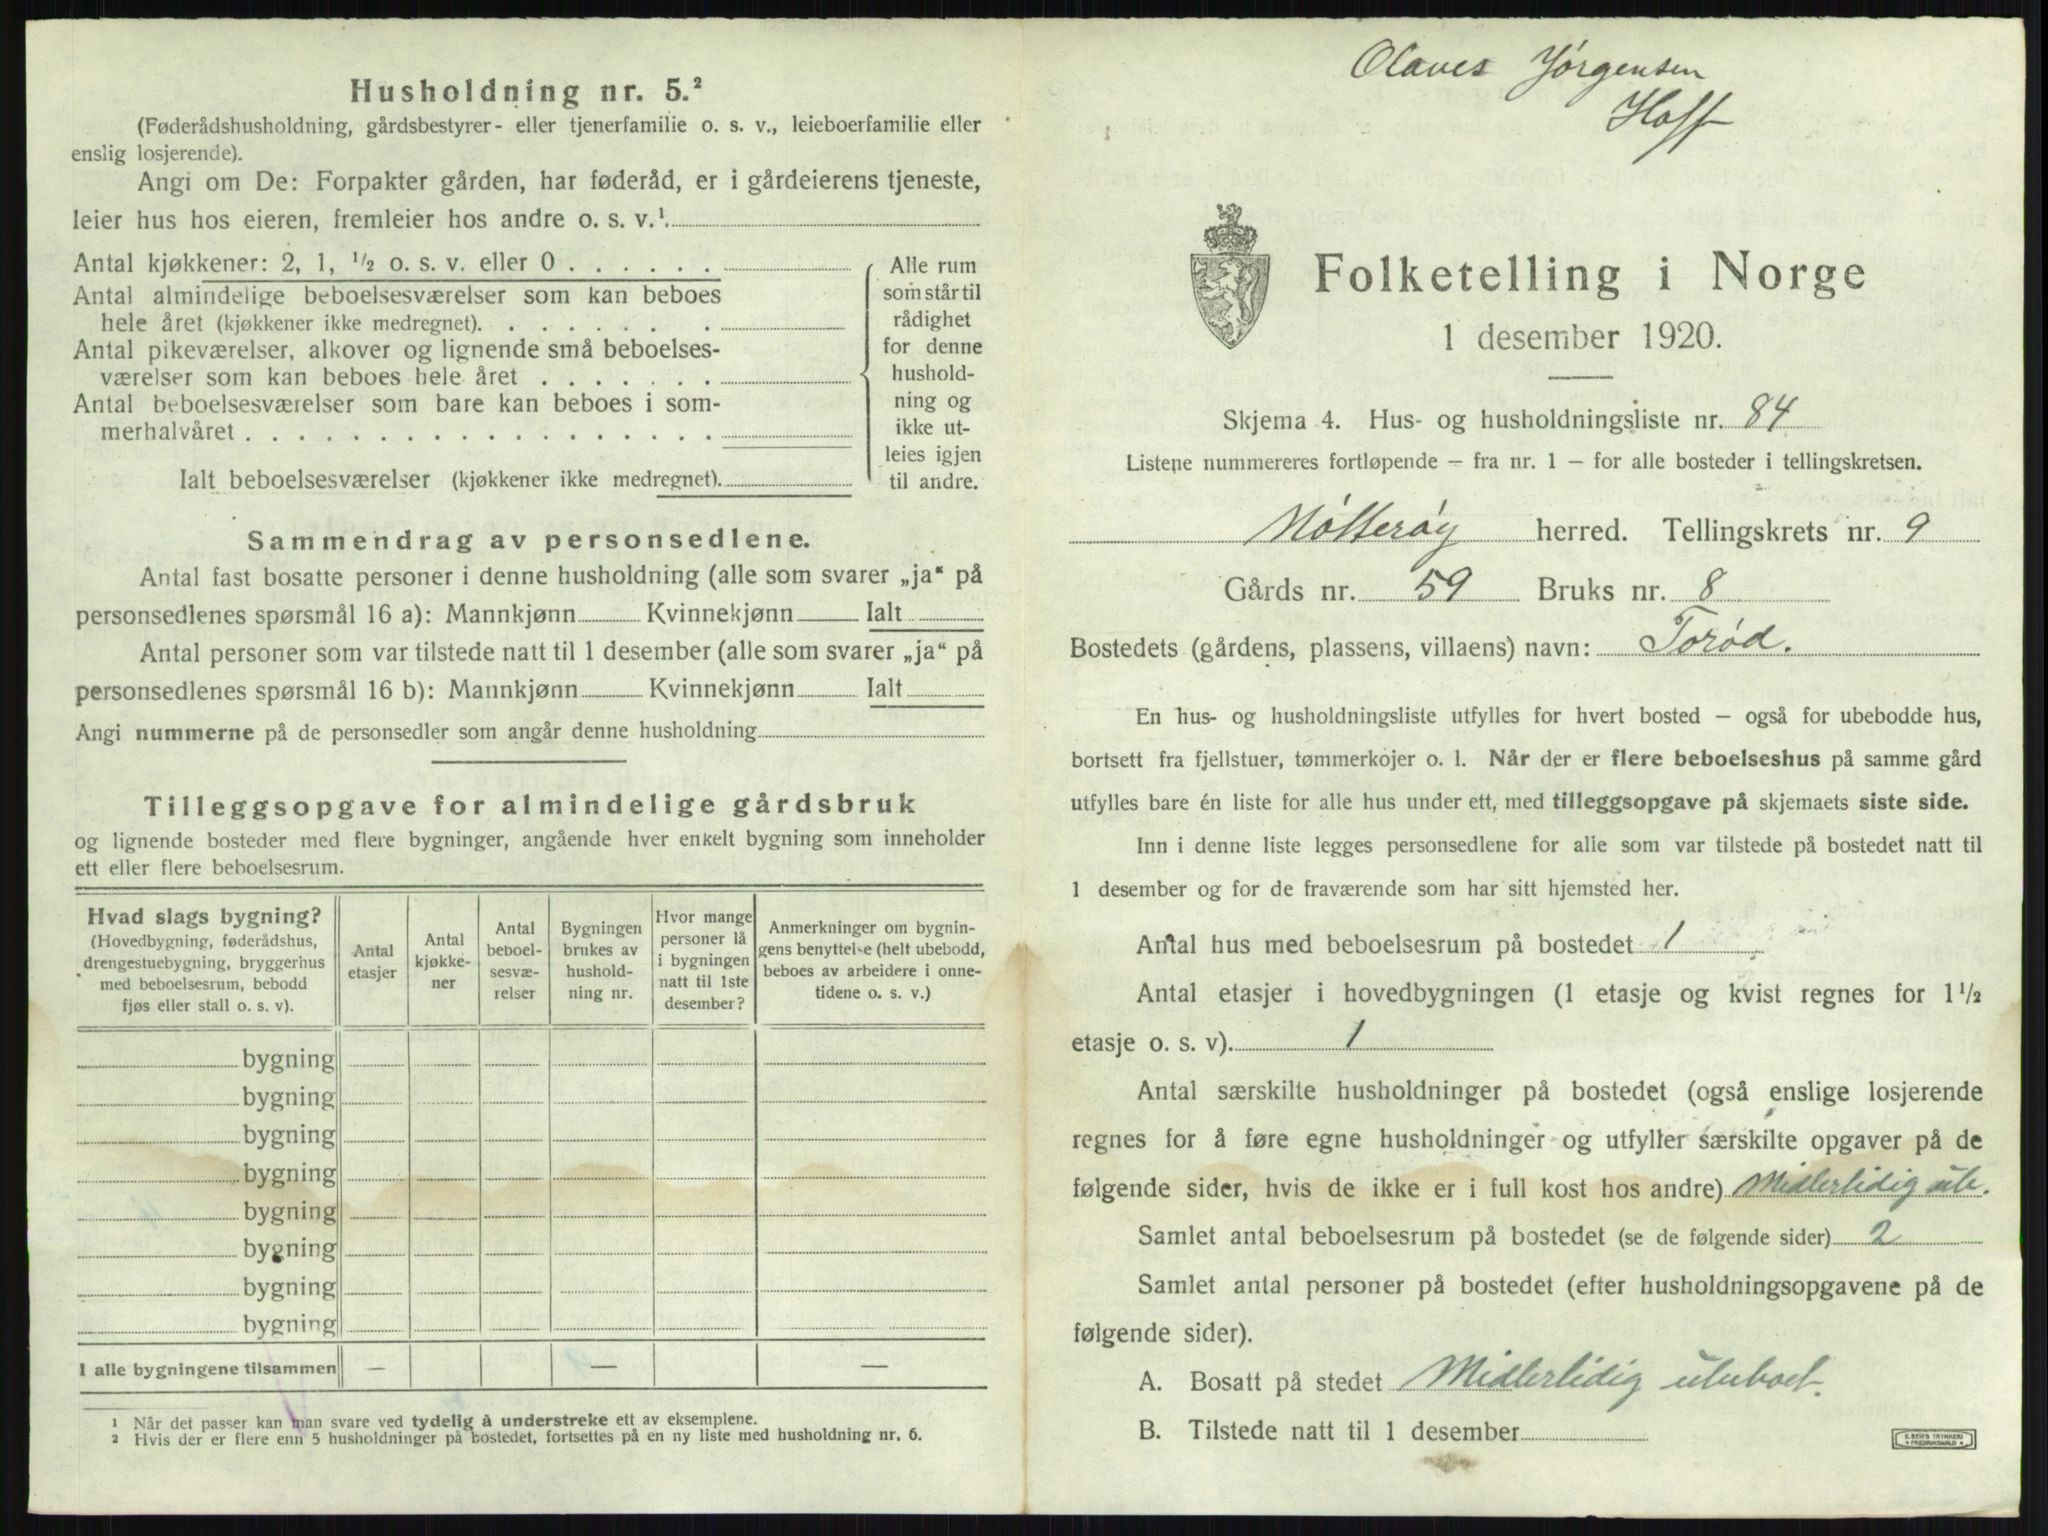 Husholdning nr. 5.²
(Føderådshusholdning, gårdsbestyrer- eller tjenerfamilie o. s. v., leieboerfamilie eller
enslig losjerende).
Angi om De: Forpakter gården, har føderåd, er i gårdeierens tjeneste,
leier hus hos eieren, fremleier hos andre o. s. v.¹.
Antal kjøkkener: 2, 1, ½ o. s. v. eller 0 . . . . . .
Antal almindelige beboelsesværelser som kan beboes
hele året (kjøkkener ikke medregnet). . . . . . . . .
Antal pikeværelser, alkover og lignende små beboelses-
værelser som kan beboes hele året . . . . . . .
Antal beboelsesværelser som bare kan beboes i som-
merhalvåret . . . . . . . . . . . . . . . . . .
Ialt beboelsesværelser (kjøkkener ikke medregnet).
Alle rum
som står til
rådighet
for denne
hushold-
ning og
ikke ut-
leies igjen
til andre.
Sammendrag av personsedlene.
Antal fast bosatte personer i denne husholdning (alle som svarer „ja“ på
personsedlenes spørsmål 16 a): Mannkjønn Kvinnekjønn Ialt
Antal personer som var tilstede natt til 1 desember (alle som svarer „ja“ på
personsedlenes spørsmål 16 b): Mannkjønn Kvinnekjønn Ialt
Angi nummerne på de personsedler som angår denne husholdning
Tilleggsopgave for almindelige gårdsbruk
og lignende bosteder med flere bygninger, angående hver enkelt bygning som inneholder
ett eller flere beboelsesrum.
Hvad slags bygning?
(Hovedbygning, føderådshus,
drengestuebygning, bryggerhus
med beboelsesrum, bebodd
fjøs eller stall o. s. v).
Antal
etasjer
Antal
kjøkke-
ner
Antal
beboel-
sesvæ-
relser
Bygningen
brukes av
hushold-
ning nr.
Hvor mange
personer lå
i bygningen
natt til 1ste
desember?
Anmerkninger om bygnin-
gens benyttelse (helt ubebodd,
beboes av arbeidere i onne-
tidene o. s. v.)
bygning
bygning
bygning
bygning
bygning
bygning
bygning
bygning
I alle bygningene tilsammen — — —
¹ Når det passer kan man svare ved tydelig å understreke ett av eksemplene.
² Hvis der er flere enn 5 husholdninger på bostedet, fortsettes på en ny liste med husholdning nr. 6.
Olaves Jørgensen
Hoff
Folketelling i Norge
1 desember 1920.
Skjema 4. Hus- og husholdningsliste nr. 84
Listene nummereres fortløpende – fra nr. 1 – for alle bosteder i tellingskretsen.
Nøtterøy herred. Tellingskrets nr. 9
Gårds nr. 59 Bruks nr. 8
Bostedets (gårdens, plassens, villaens) navn: Torød.
En hus- og husholdningsliste utfylles for hvert bosted – også for ubebodde hus,
bortsett fra fjellstuer, tømmerkojer o. l. Når der er flere beboelseshus på samme gård
utfylles bare én liste for alle hus under ett, med tilleggsopgave på skjemaets siste side.
Inn i denne liste legges personsedlene for alle som var tilstede på bostedet natt til
1 desember og for de fraværende som har sitt hjemsted her.
Antal hus med beboelsesrum på bostedet 1
Antal etasjer i hovedbygningen (1 etasje og kvist regnes for 1½
etasje o. s. v). 1
Antal særskilte husholdninger på bostedet (også enslige losjerende
regnes for å føre egne husholdninger og utfyller særskilte opgaver på de
følgende sider, hvis de ikke er i full kost hos andre) Midlertidig ub.
Samlet antal beboelsesrum på bostedet (se de følgende sider) 2
Samlet antal personer på bostedet (efter husholdningsopgavene på de
følgende sider).
A. Bosatt på stedet Midlertidig ubeboet.
B. Tilstede natt til 1 desember
E. SEM'S TRYKKERI
FREDRIKSHALD